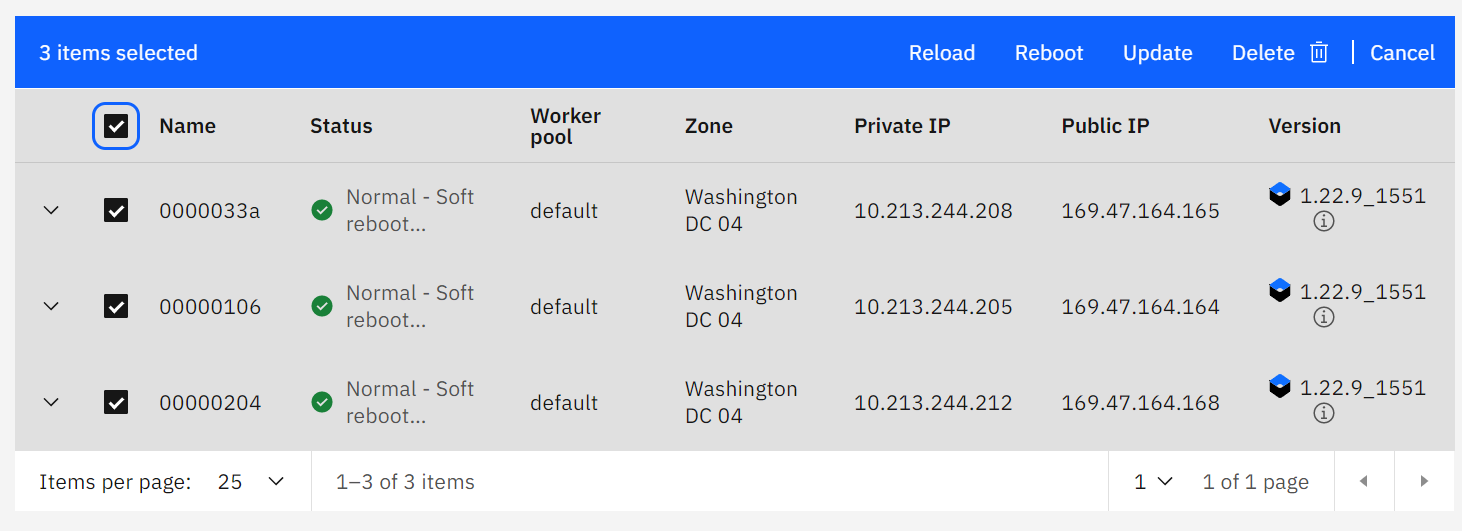 3 items selected Reload Reboot Update Delete Cancel
Name Status Worker pool Zone Private IP Public IP Version
0000033a Normal - Soft reboot... default Washington DC 04 10.213.244.208 169.47.164.165 1.22.9_1551
00000106 Normal - Soft reboot... default Washington DC 04 10.213.244.205 169.47.164.164 1.22.9_1551
00000204 Normal - Soft reboot... default Washington DC 04 10.213.244.212 169.47.164.168 1.22.9_1551
Items per page: 25 1–3 of 3 items 1 1 of 1 page